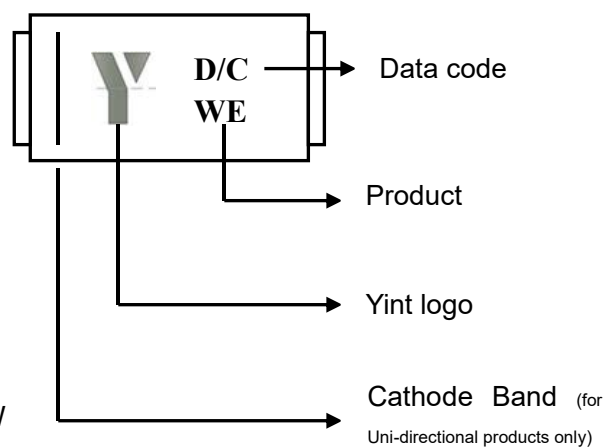 D/C
WE
Data code
Product
Yint logo
Cathode Band (for
Uni-directional products only)
/